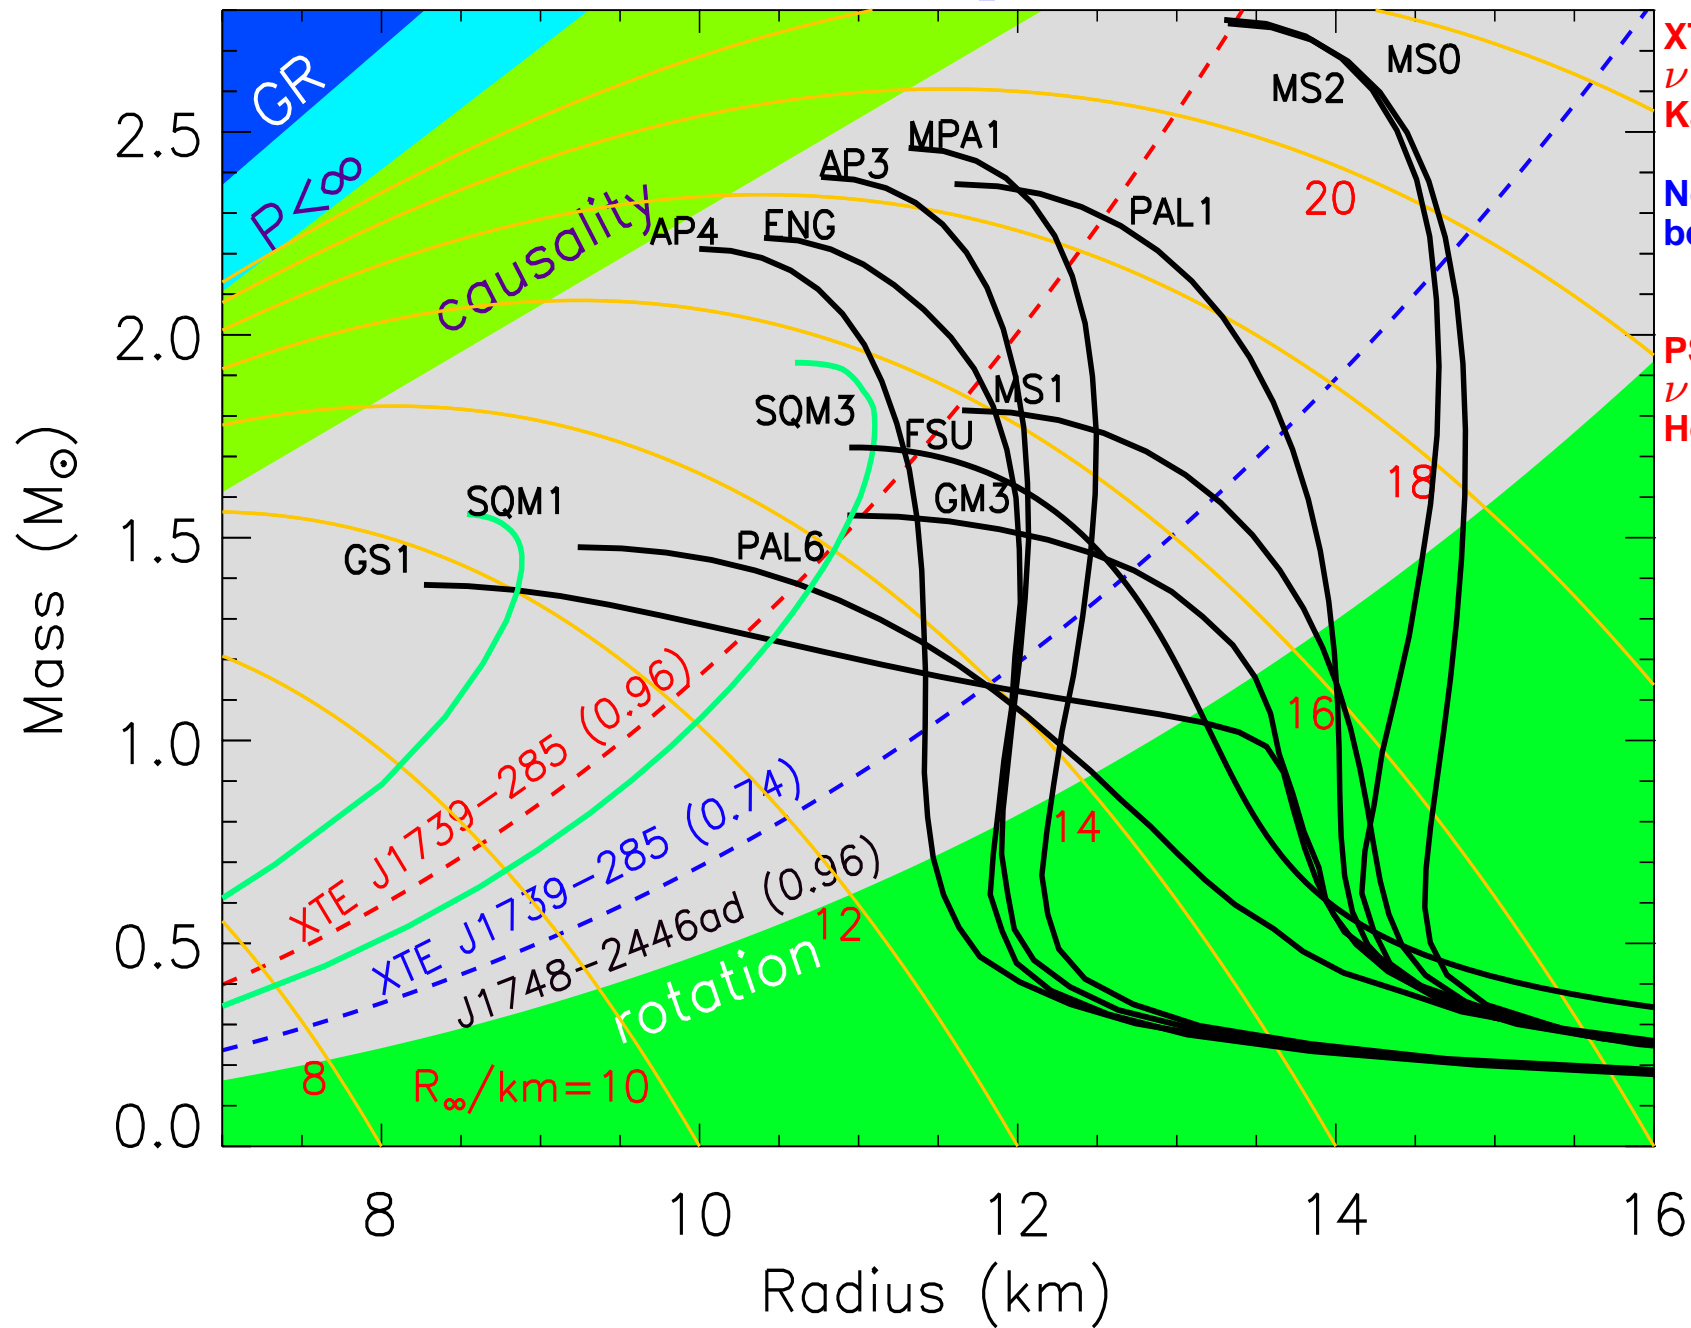 GR
P<∞
causality
MS0
MS2
MPA1
AP3
PAL1
ENG
AP4
20
MS1
SQM3
FSU
18
SQM1
GM3
PAL6
GS1
XTE J1739-285 (0.96)
XTE J1739-285 (0.74)
J1748-2446ad (0.96)
rotation
16
14
12
8
R∞/km=10
2.5
2.0
1.5
1.0
0.5
0.0
Mass (M⊙)
8 10 12 14 16
Radius (km)
ν
ν